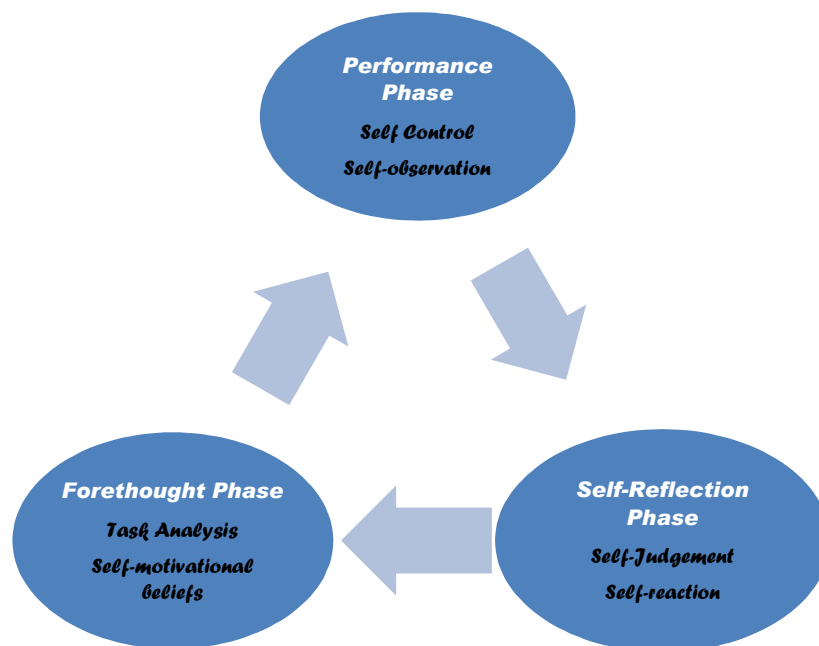 Performance
Phase
Self Control
Self-observation
Forethought Phase
Task Analysis
Self-motivational
beliefs
Self-Reflection
Phase
Self-Judgement
Self-reaction